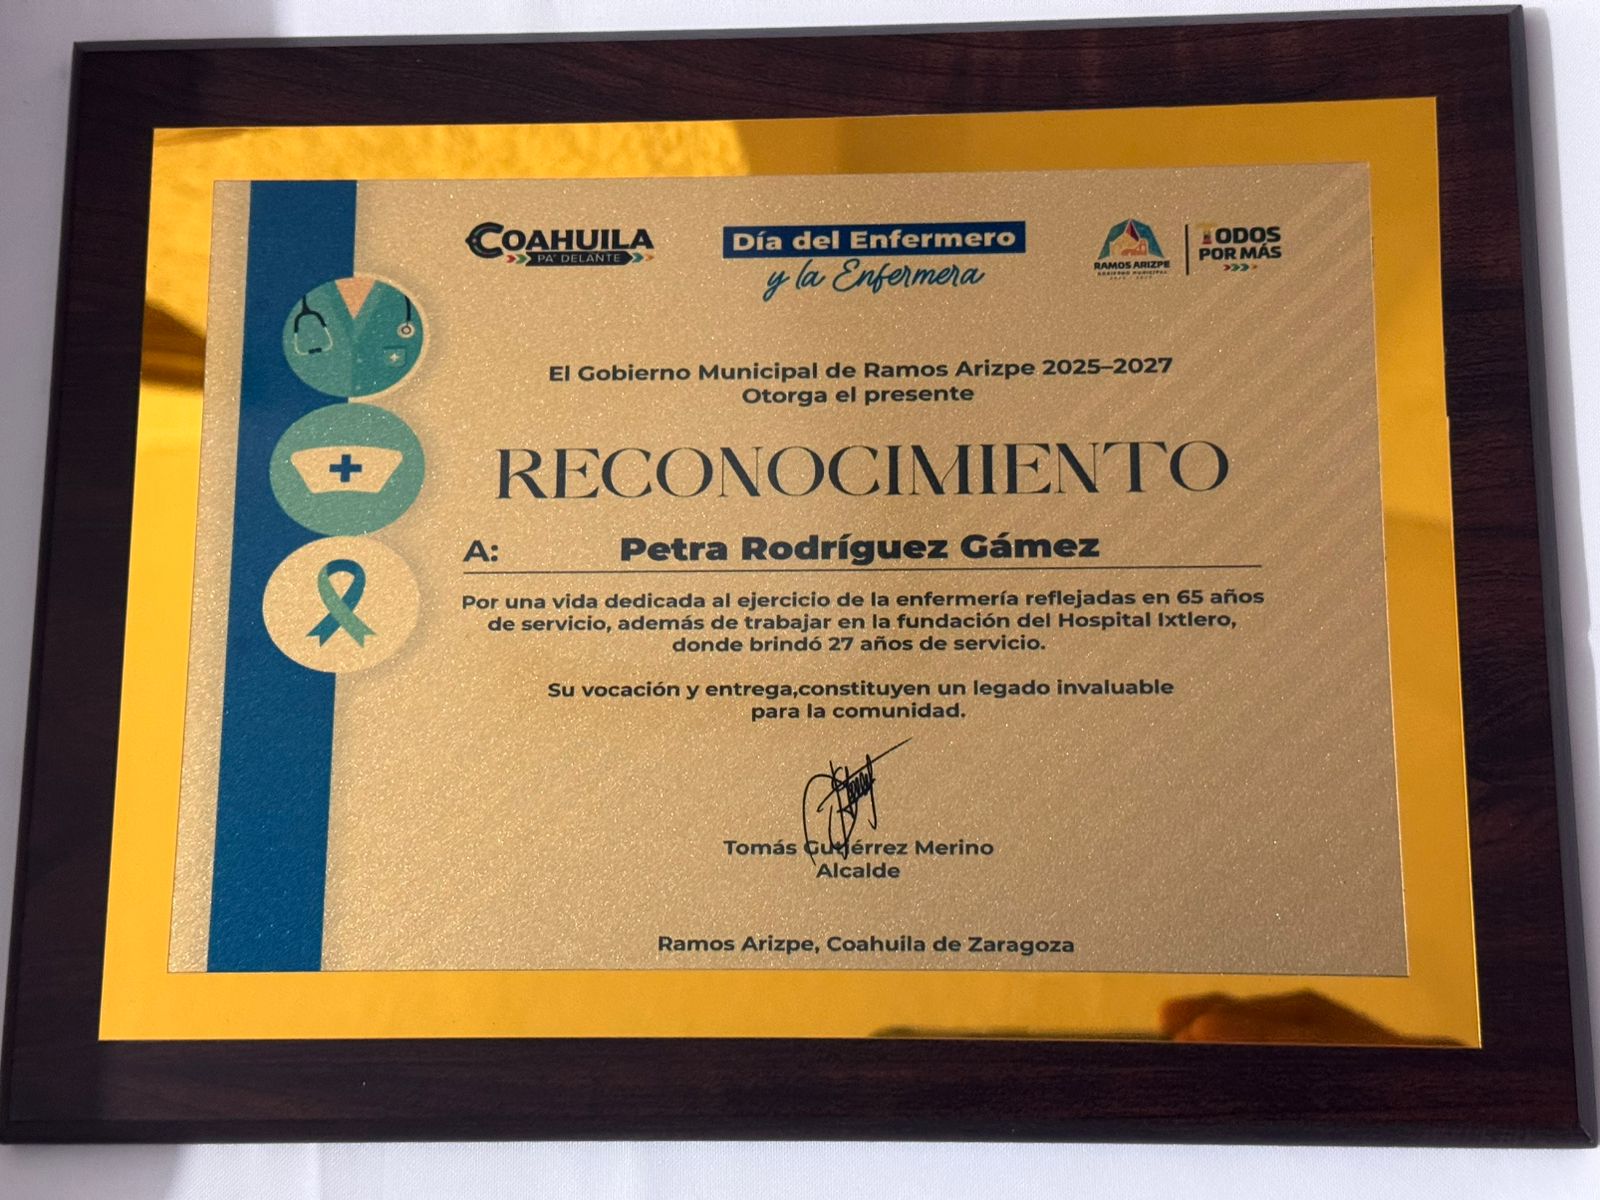 COAHUILA
PA' DELANTE
Día del Enfermero
y la Enfermera
RAMOS ARIZPE
GOBIERNO MUNICIPAL
TODOS
POR MÁS
El Gobierno Municipal de Ramos Arizpe 2025–2027
Otorga el presente
RECONOCIMIENTO
A: Petra Rodríguez Gámez
Por una vida dedicada al ejercicio de la enfermería reflejadas en 65 años
de servicio, además de trabajar en la fundación del Hospital Ixtlero,
donde brindó 27 años de servicio.
Su vocación y entrega,constituyen un legado invaluable
para la comunidad.
Tomás Gutiérrez Merino
Alcalde
Ramos Arizpe, Coahuila de Zaragoza